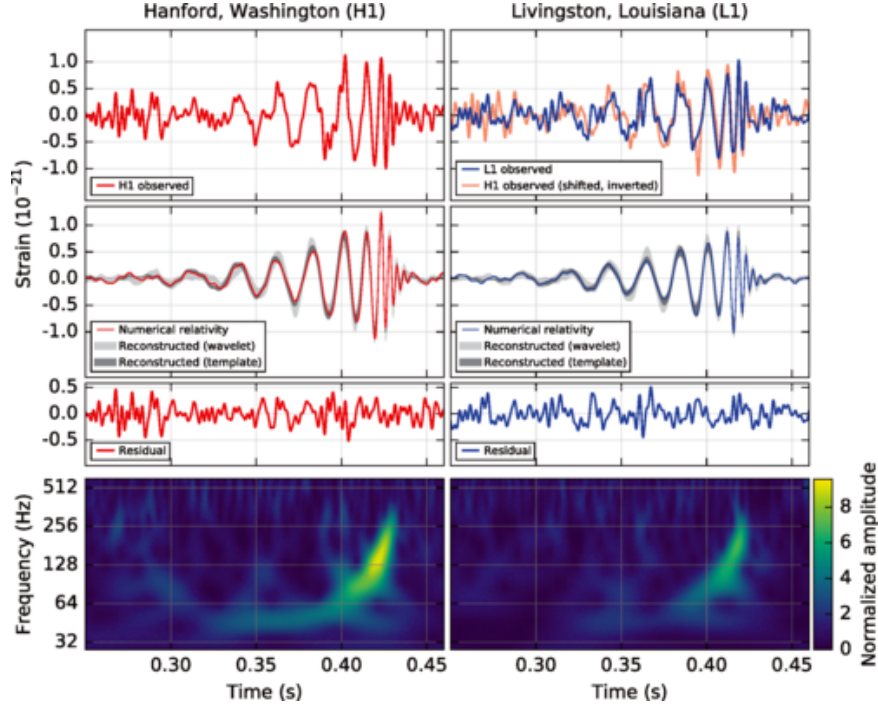 Hanford, Washington (H1)
Livingston, Louisiana (L1)
1.0
0.5
0.0
-0.5
-1.0
H1 observed
L1 observed
H1 observed (shifted, inverted)
Strain (10⁻²¹)
1.0
0.5
0.0
-0.5
-1.0
Numerical relativity
Reconstructed (wavelet)
Reconstructed (template)
Numerical relativity
Reconstructed (wavelet)
Reconstructed (template)
0.5
0.0
-0.5
Residual
Residual
Frequency (Hz)
512
256
128
64
32
Normalized amplitude
8
6
4
2
0
0.30 0.35 0.40 0.45
0.30 0.35 0.40 0.45
Time (s)
Time (s)